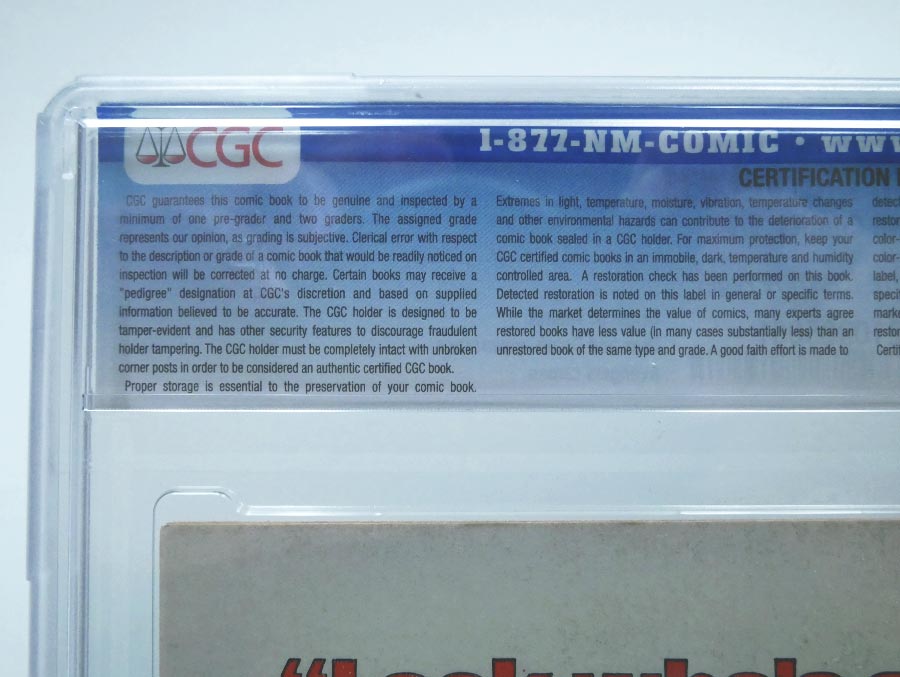 CGC
1-877-NM-COMIC • WWW
CERTIFICATION
CGC guarantees this comic book to be genuine and inspected by a
minimum of one pre-grader and two graders. The assigned grade
represents our opinion, as grading is subjective. Clerical error with respect
to the description or grade of a comic book that would be readily noticed on
inspection will be corrected at no charge. Certain books may receive a
"pedigree" designation at CGC's discretion and based on supplied
information believed to be accurate. The CGC holder is designed to be
tamper-evident and has other security features to discourage fraudulent
holder tampering. The CGC holder must be completely intact with unbroken
corner posts in order to be considered an authentic certified CGC book.
Proper storage is essential to the preservation of your comic book.
Extremes in light, temperature, moisture, vibration, temperature changes
and other environmental hazards can contribute to the deterioration of a
comic book sealed in a CGC holder. For maximum protection, keep your
CGC certified comic books in an immobile, dark, temperature and humidity
controlled area. A restoration check has been performed on this book.
Detected restoration is noted on this label in general or specific terms.
While the market determines the value of comics, many experts agree
restored books have less value (in many cases substantially less) than an
unrestored book of the same type and grade. A good faith effort is made to
detect
restor
color-
color-
label,
specif
marke
restor
Certi
"Look who's